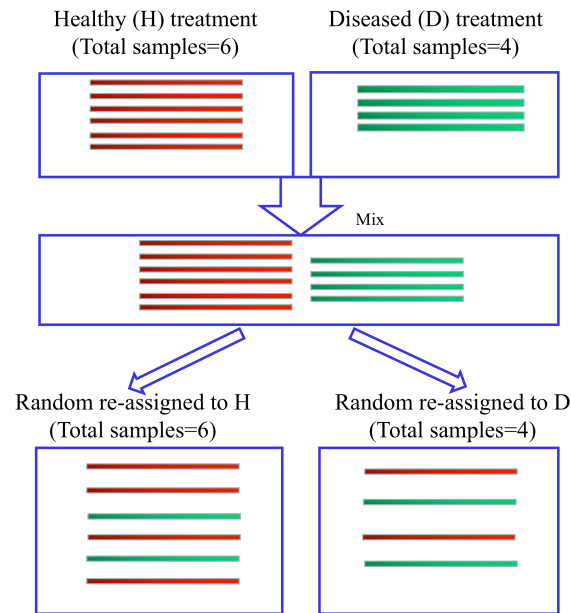 Healthy (H) treatment
(Total samples=6)
Diseased (D) treatment
(Total samples=4)
Mix
Random re-assigned to H
(Total samples=6)
Random re-assigned to D
(Total samples=4)